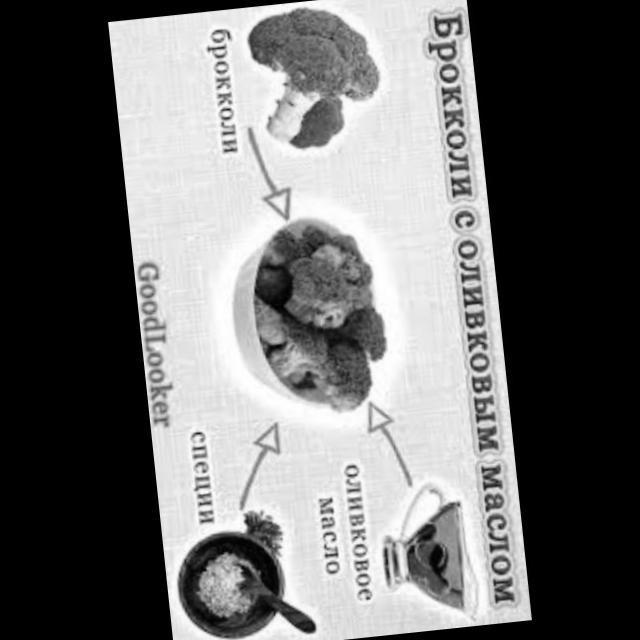 Брокколи с оливковым маслом
брокколи
оливковое
масло
специи
GoodLooker